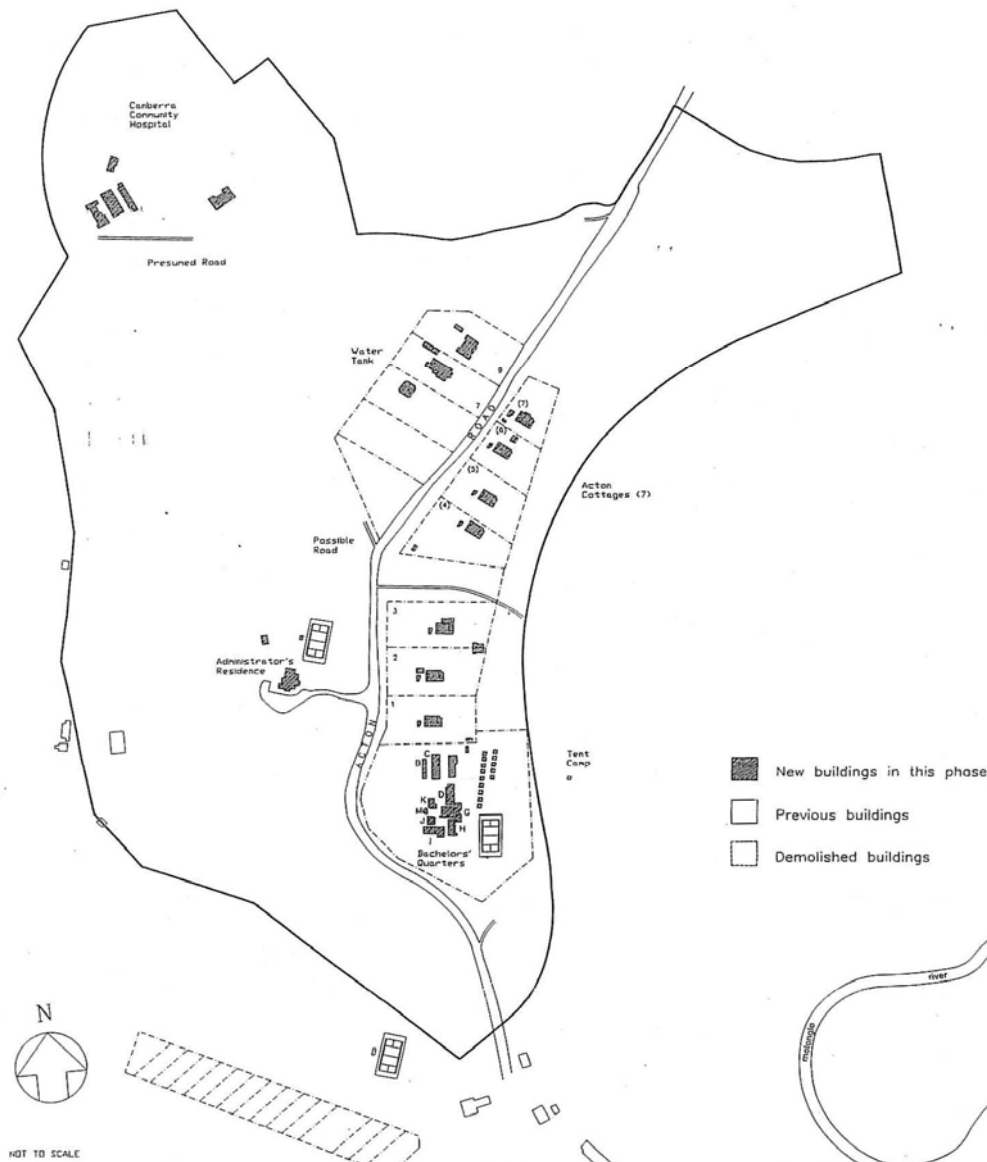 Canberra
Community
Hospital
Presumed Road
Water
Tank
9
7
ROAD
(7)
(6)
(5)
(4)
Acton
Cottages (7)
Possible
Road
3
Administrator's
Residence
2
1
ACTON
C
B
D
K
G
J
H
I
Bachelors'
Quarters
Tent
Camp
New buildings in this phase
Previous buildings
Demolished buildings
river
molonglo
N
NOT TO SCALE